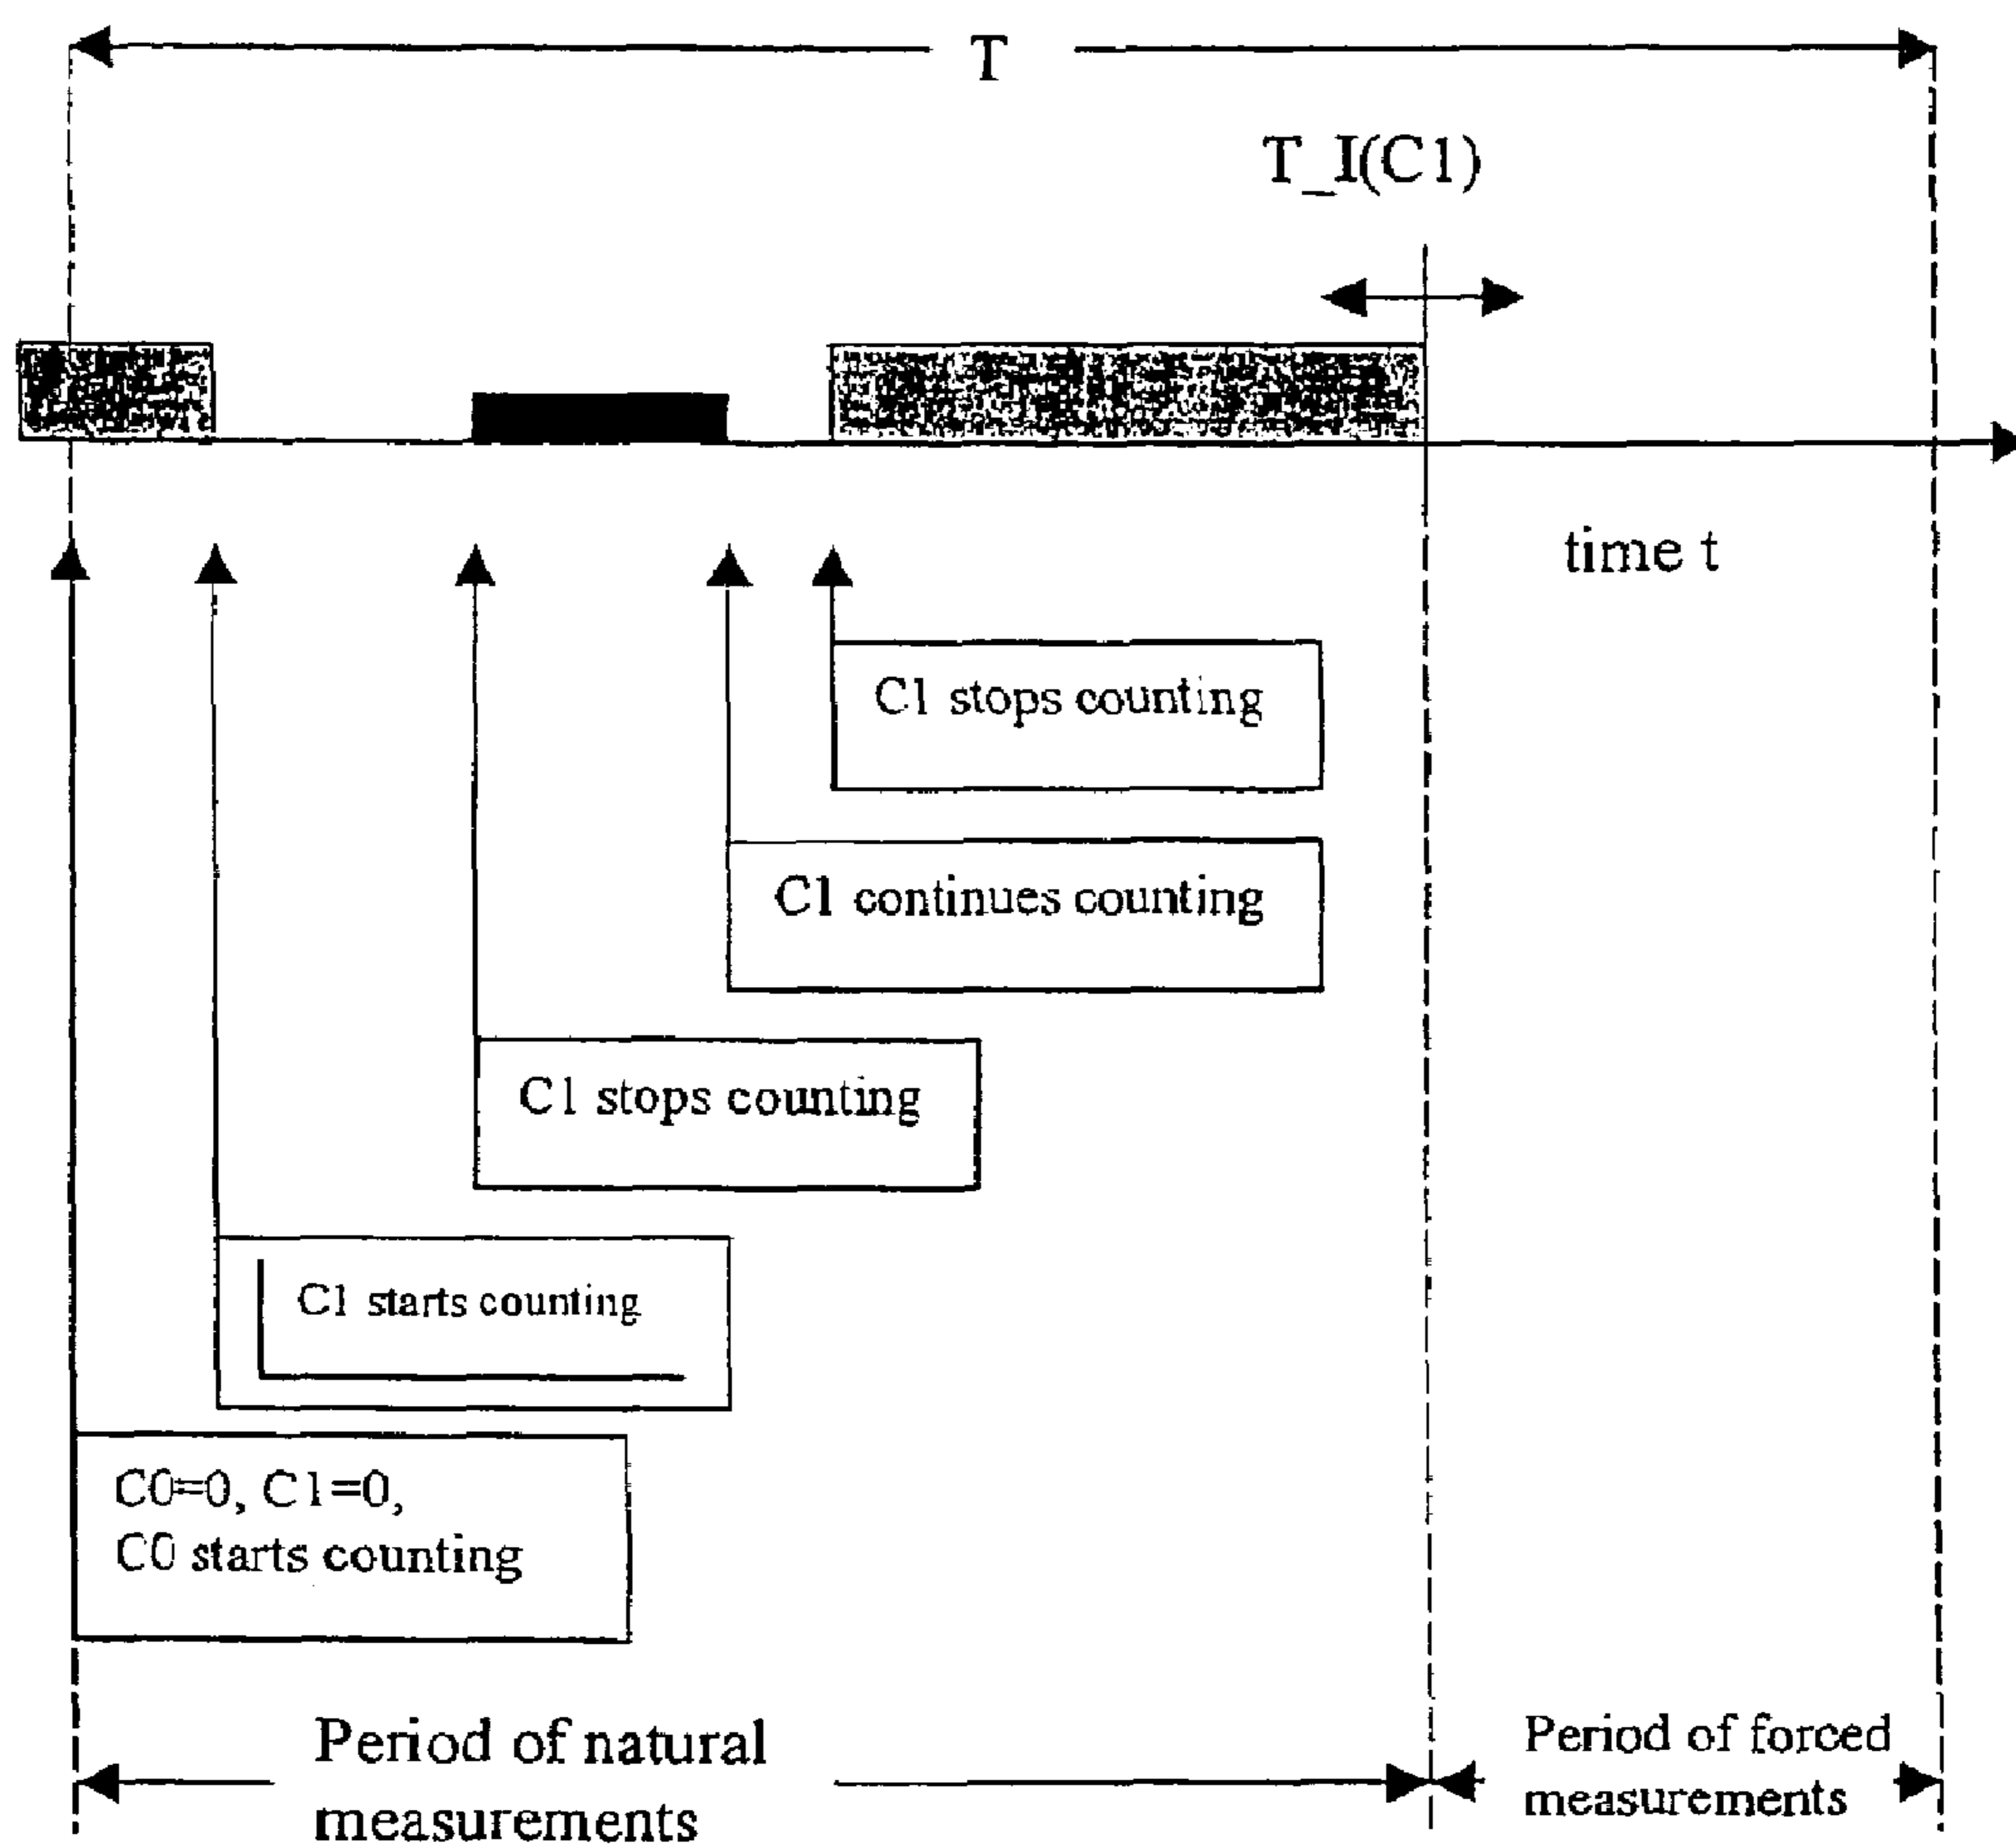 T
T_I(C1)
time t
C1 stops counting
C1 continues counting
C1 stops counting
C1 starts counting
C0=0, C1=0,
C0 starts counting
Period of natural
measurements
Period of forced
measurements